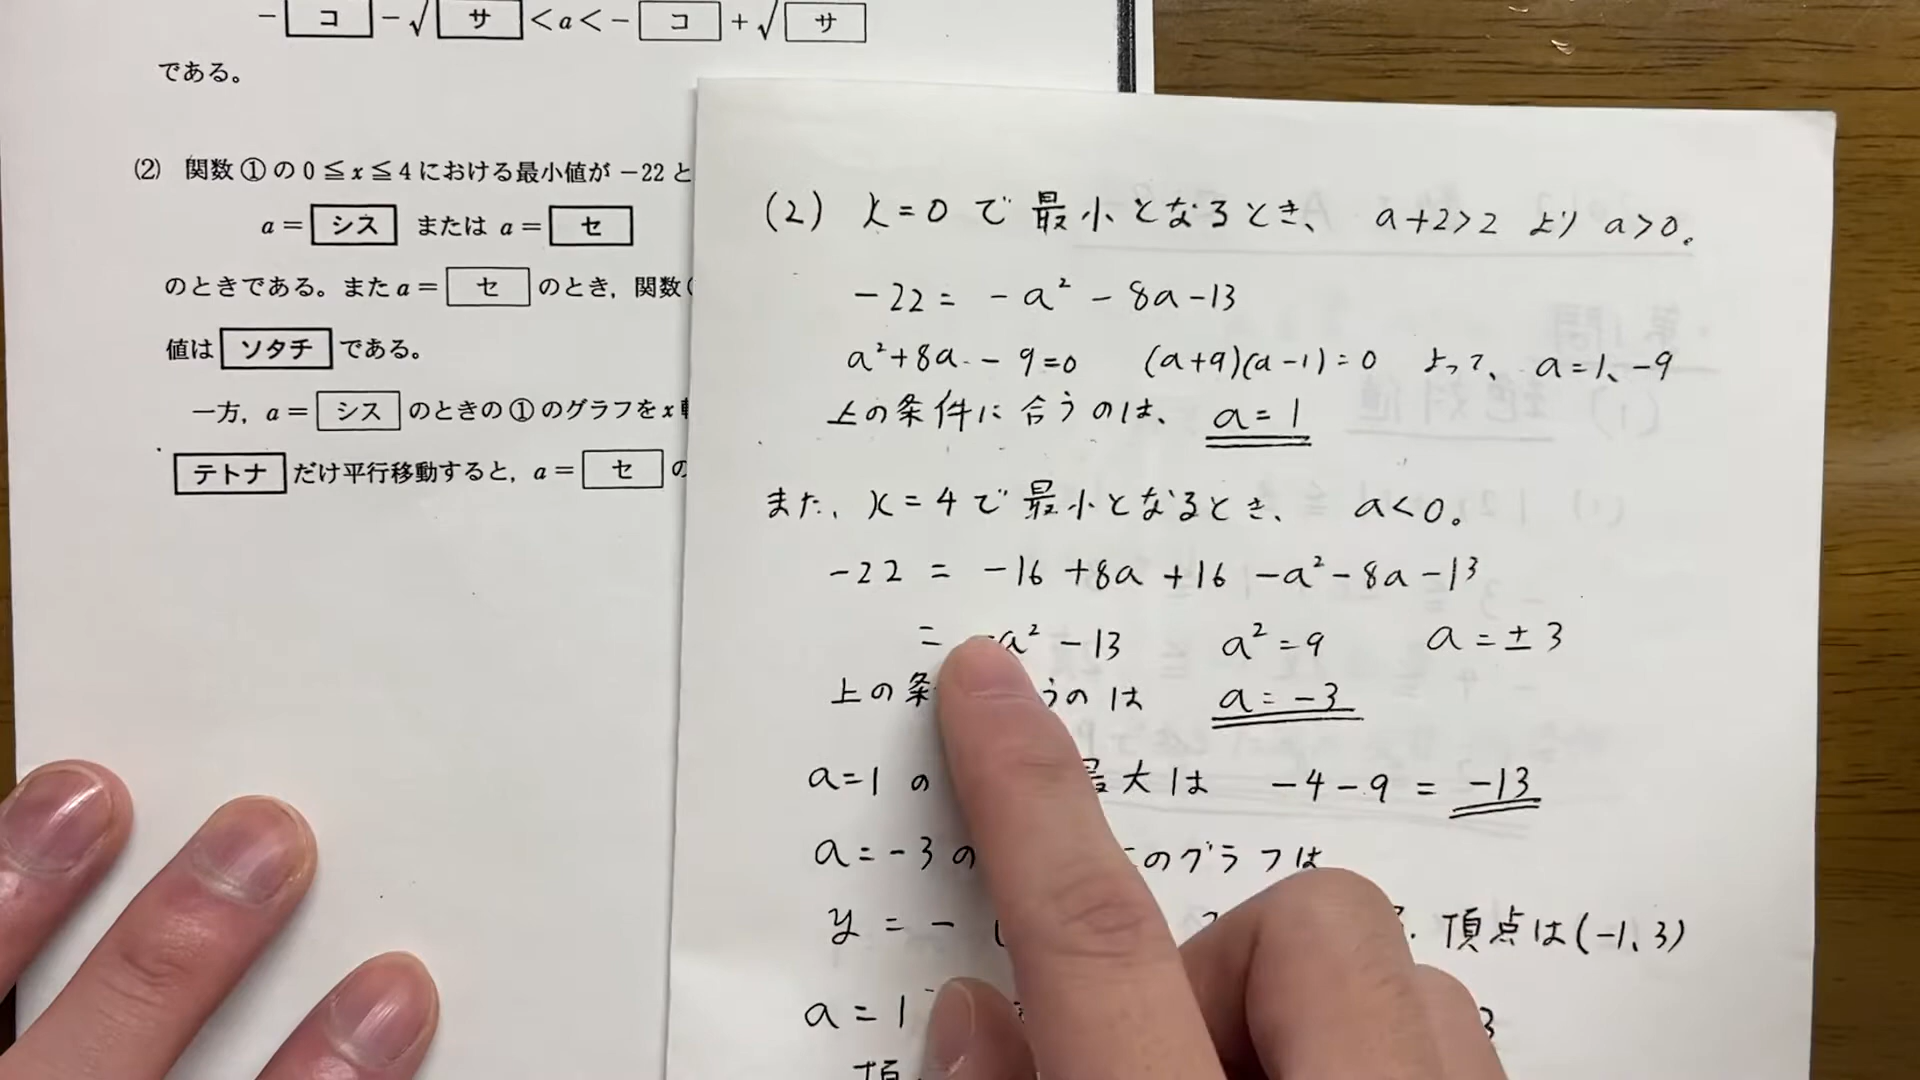 − コ − √ サ < a < − コ + √ サ
である。
(2) 関数①の0≦x≦4における最小値が−22と
a = シス または a = セ
のときである。また a = セ のとき, 関数
値は ソタチ である。
一方, a = シス のときの①のグラフをx
テトナ だけ平行移動すると, a = セ の
(2) x=0で最小となるとき、 a+2>2 より a>0。
-22 = -a² - 8a - 13
a²+8a - 9=0 (a+9)(a-1)=0 よって、 a=1、-9
上の条件に合うのは、 a=1
また、x=4で最小となるとき、 a<0。
-22 = -16 +8a +16 -a² -8a -13
= -a² -13 a²=9 a=±3
上の条 うのは a=-3
a=1 の 最大は -4-9 = -13
a=-3の のグラフは
y = - ( 頂点は(-1、3)
a=1 3
頂